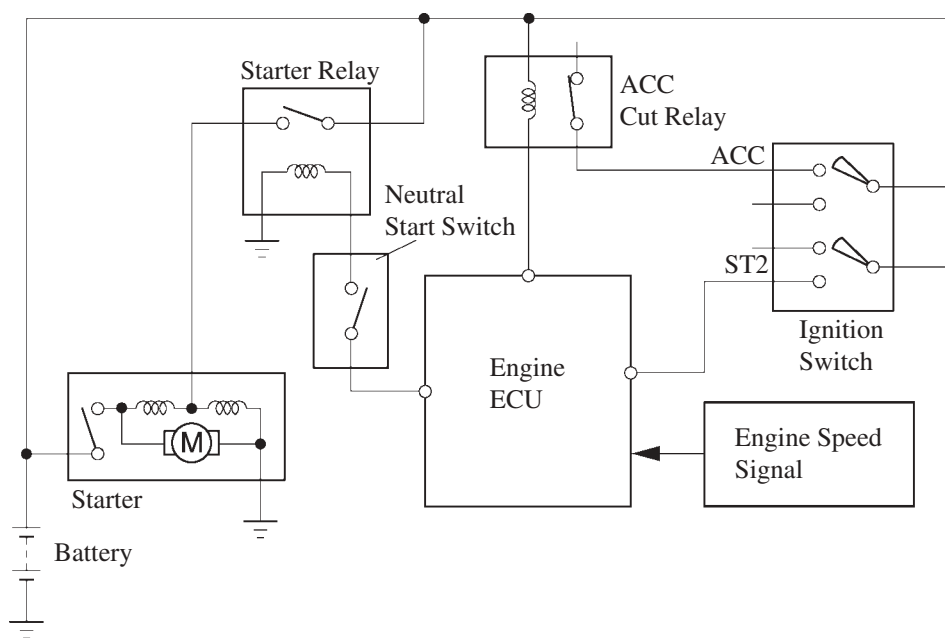 Starter Relay
ACC
Cut Relay
ACC
Neutral
Start Switch
ST2
Ignition
Switch
Engine
ECU
M
Engine Speed
Signal
Starter
Battery